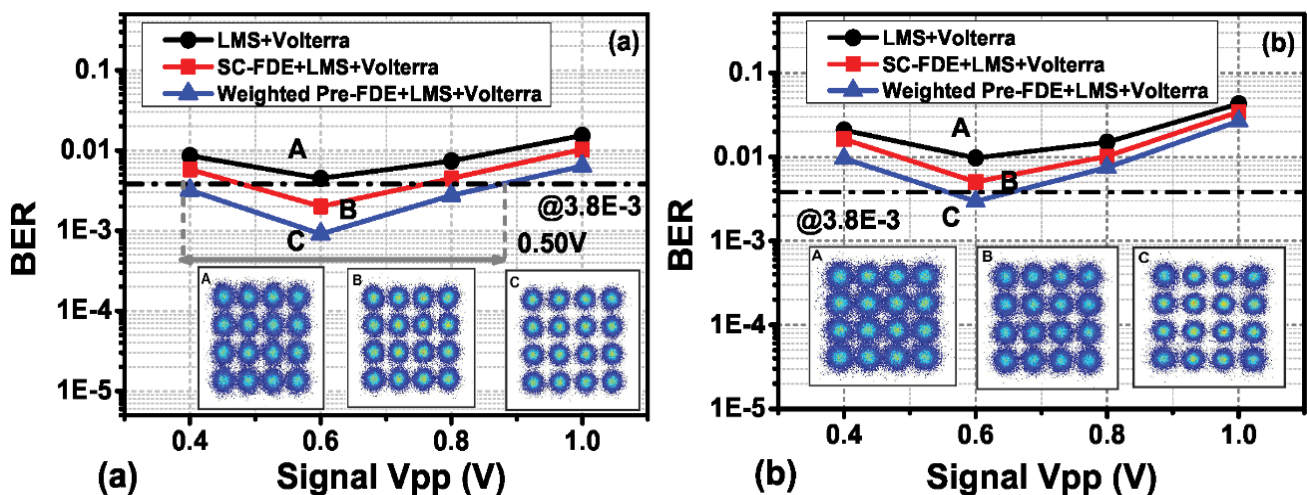 LMS+Volterra
SC-FDE+LMS+Volterra
Weighted Pre-FDE+LMS+Volterra
(a)
0.1
0.01
1E-3
1E-4
1E-5
BER
A
B
C
@3.8E-3
0.50V
A
B
C
0.4
0.6
0.8
1.0
Signal Vpp (V)
(a)
LMS+Volterra
SC-FDE+LMS+Volterra
Weighted Pre-FDE+LMS+Volterra
(b)
0.1
0.01
1E-3
1E-4
1E-5
BER
A
B
C
@3.8E-3
A
B
C
0.4
0.6
0.8
1.0
Signal Vpp (V)
(b)